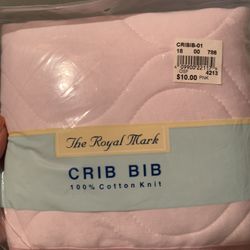 CRIBIB-01
18 00 786
4213
$10.00 PNK
The Royal Mark
CRIB BIB
100% Cotton Knit